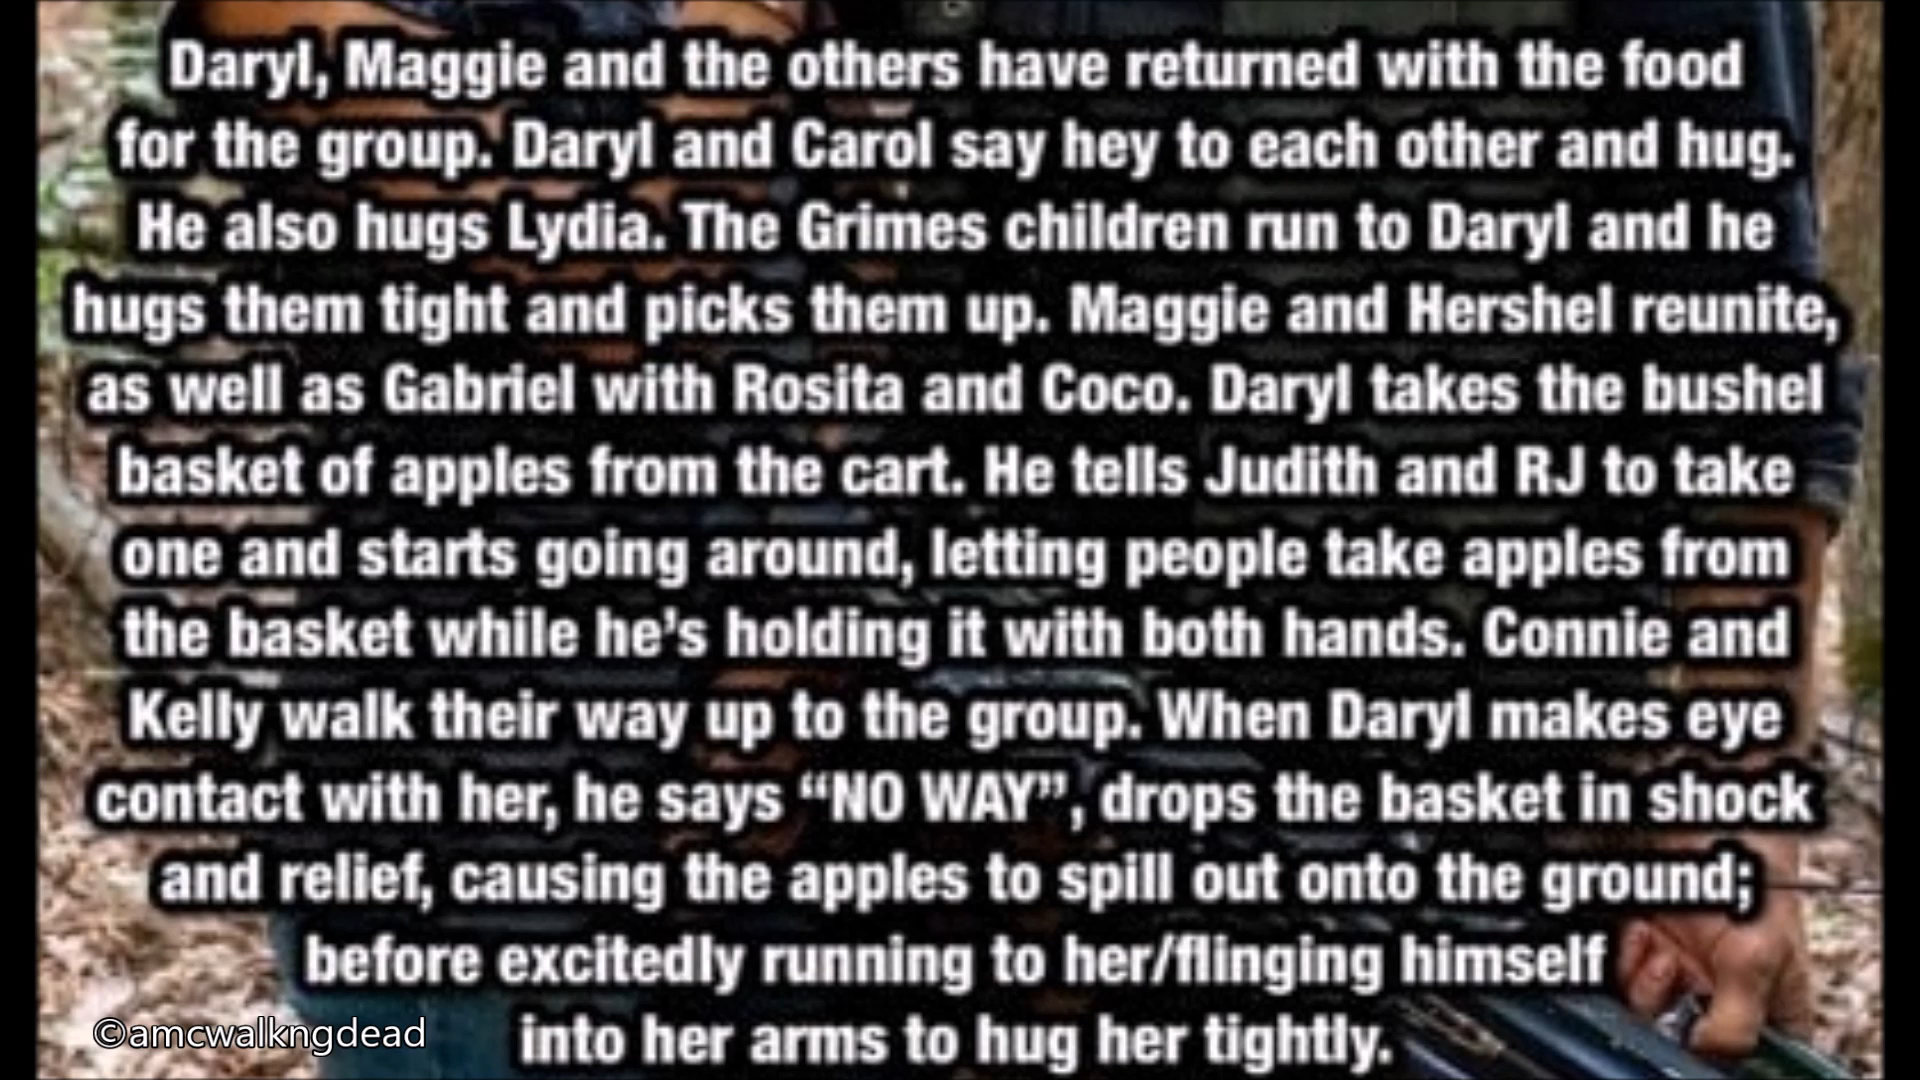 Daryl, Maggie and the others have returned with the food
for the group. Daryl and Carol say hey to each other and hug.
He also hugs Lydia. The Grimes children run to Daryl and he
hugs them tight and picks them up. Maggie and Hershel reunite,
as well as Gabriel with Rosita and Coco. Daryl takes the bushel
basket of apples from the cart. He tells Judith and RJ to take
one and starts going around, letting people take apples from
the basket while he’s holding it with both hands. Connie and
Kelly walk their way up to the group. When Daryl makes eye
contact with her, he says “NO WAY”, drops the basket in shock
and relief, causing the apples to spill out onto the ground;
before excitedly running to her/flinging himself
into her arms to hug her tightly.
©amcwalkngdead